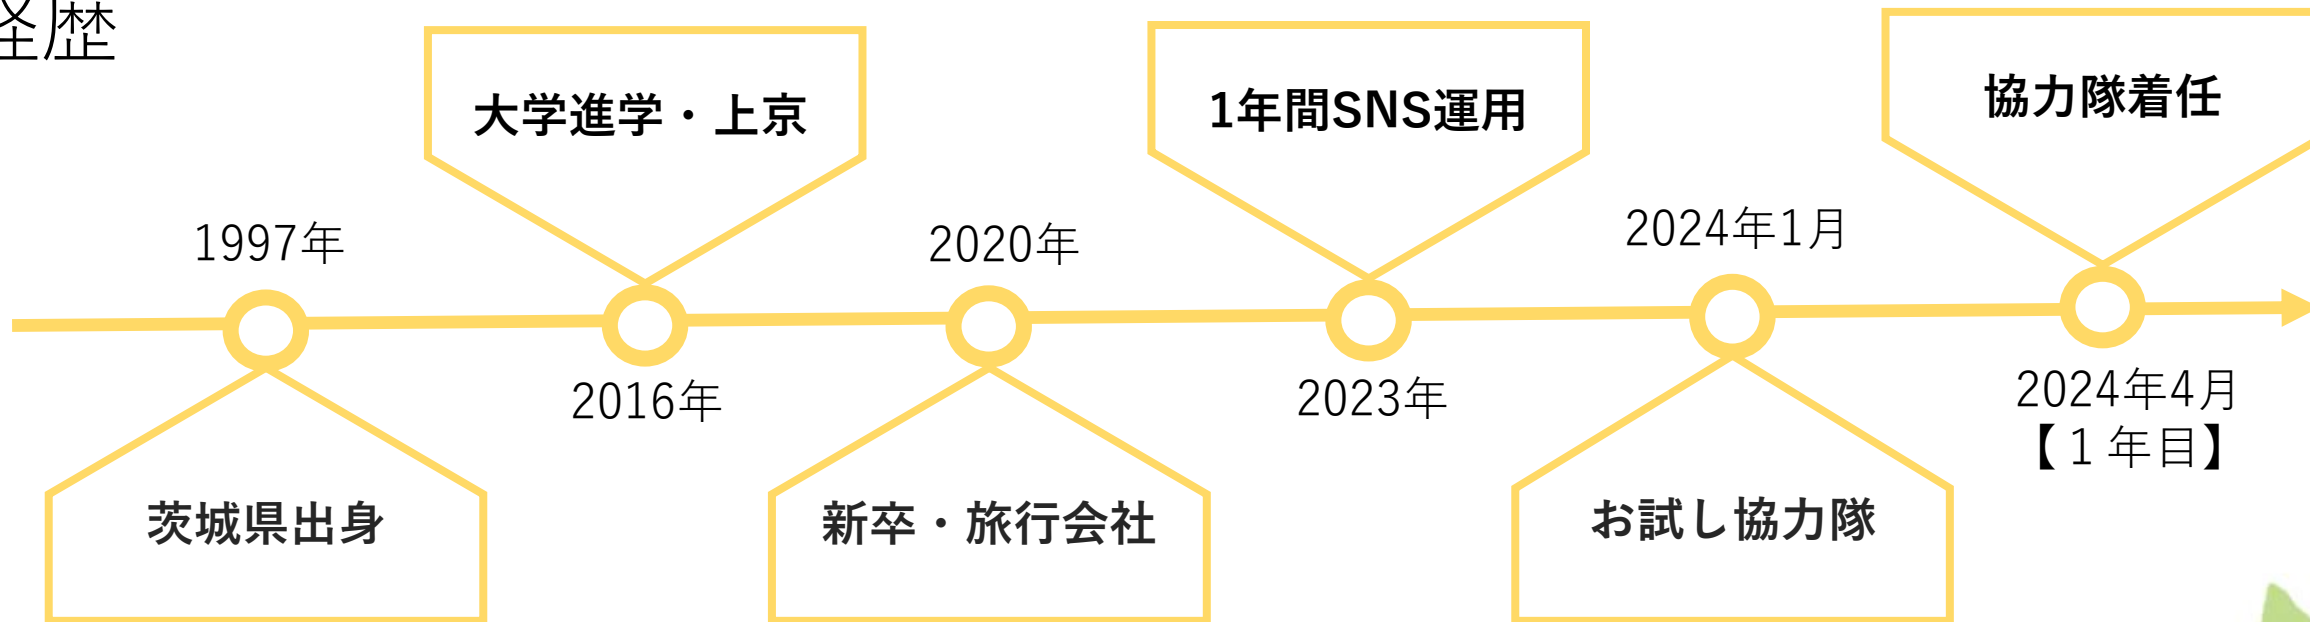 経歴
1997年
茨城県出身
大学進学・上京
2016年
2020年
新卒・旅行会社
1年間SNS運用
2023年
2024年1月
お試し協力隊
協力隊着任
2024年4月
【１年目】